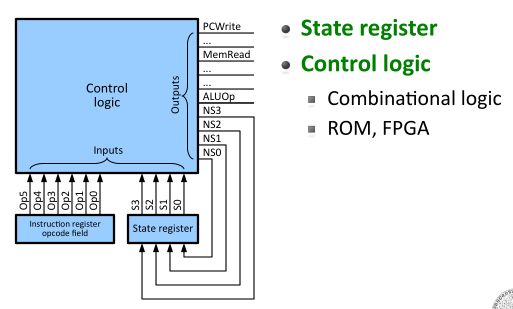 PCWrite
...
MemRead
...
...
ALUOp
NS3
NS2
NS1
NS0
Control
logic
Outputs
Inputs
Op5
Op4
Op3
Op2
Op1
Op0
S3
S2
S1
S0
Instruction register
opcode field
State register
State register
Control logic
Combinational logic
ROM, FPGA